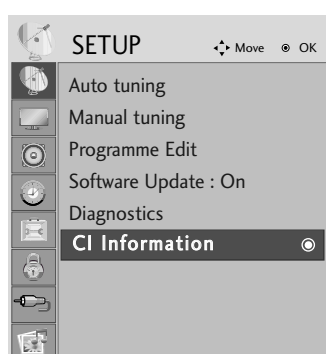 SETUP Move OK
Auto tuning
Manual tuning
Programme Edit
Software Update : On
Diagnostics
CI Information